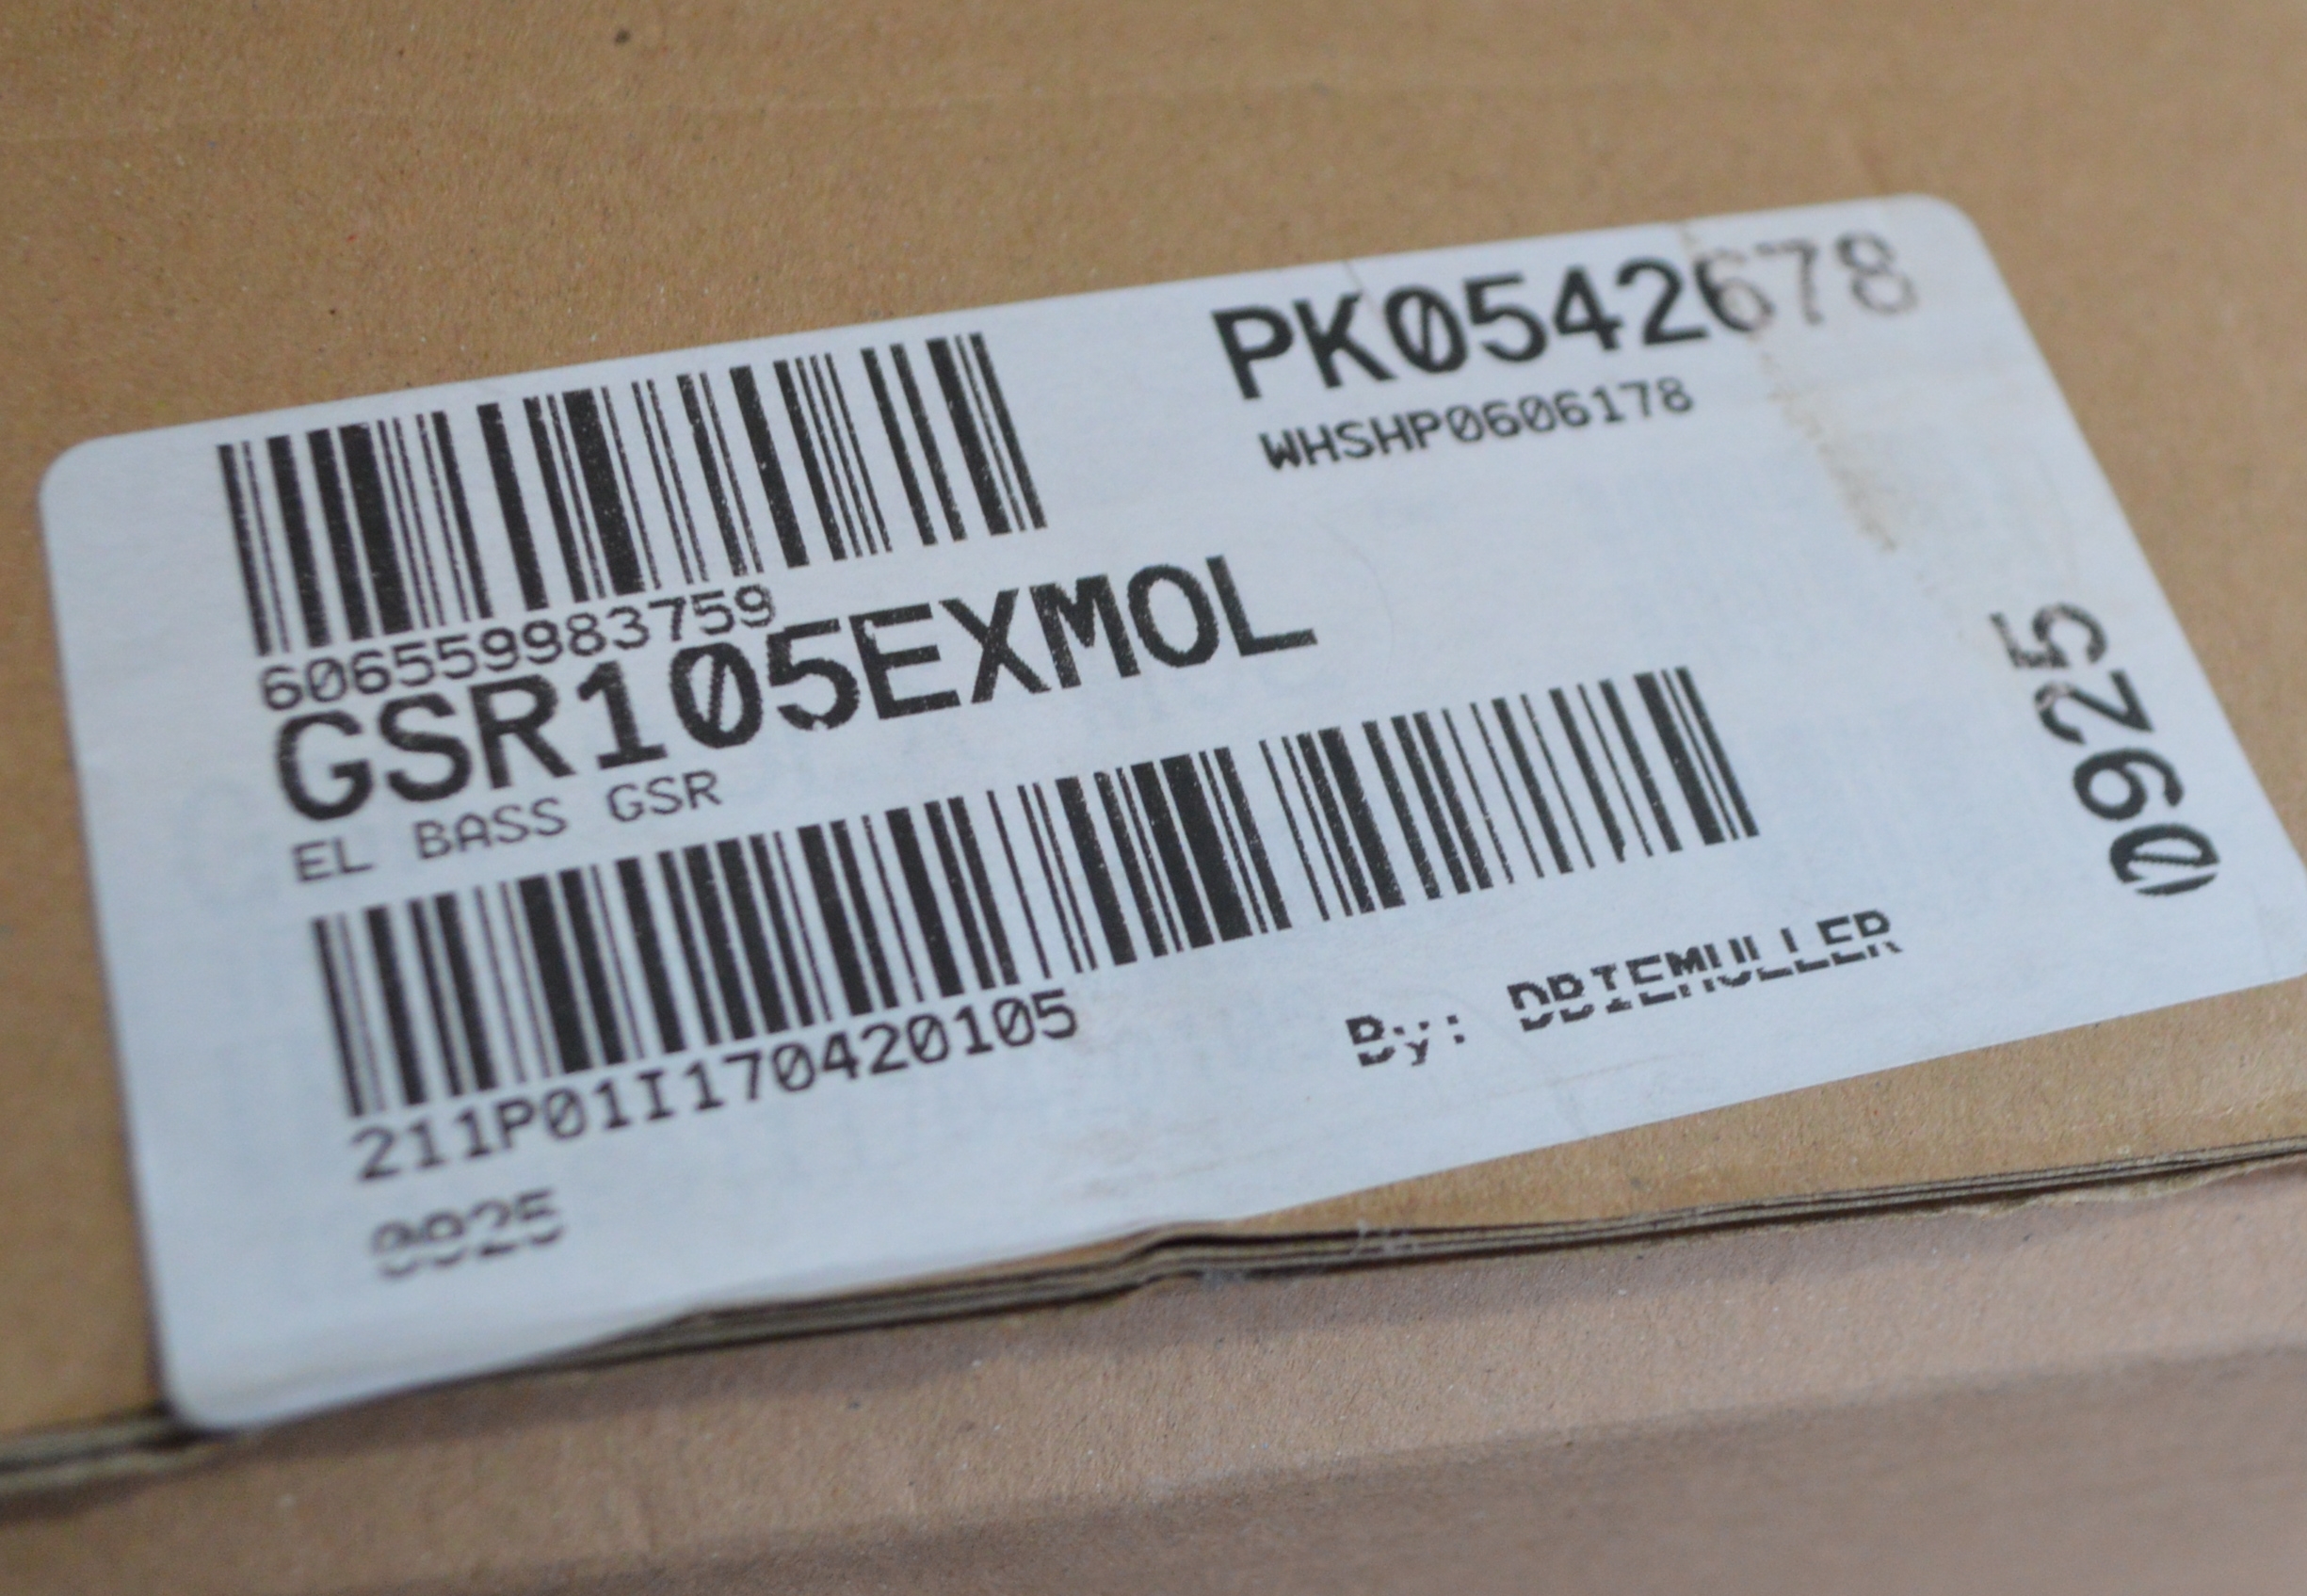 PK0542678
WHSHP0606178
606559983759
GSR105EXMOL
EL BASS GSR
211P01I170420105
By: DBIEMULLER
0925
0925